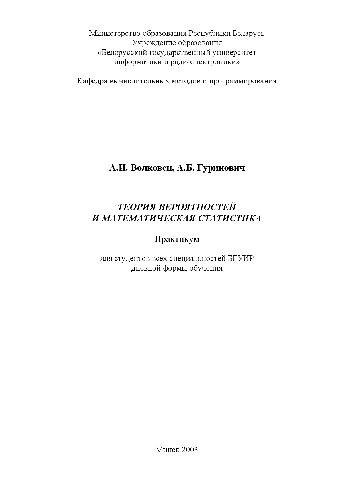 Министерство образования Республики Беларусь
Учреждение образования
«Белорусский государственный университет
информатики и радиоэлектроники»
Кафедра вычислительных методов и программирования
А.И. Волковец, А.Б. Гуринович
ТЕОРИЯ ВЕРОЯТНОСТЕЙ
И МАТЕМАТИЧЕСКАЯ СТАТИСТИКА
Практикум
для студентов всех специальностей БГУИР
дневной формы обучения
Минск